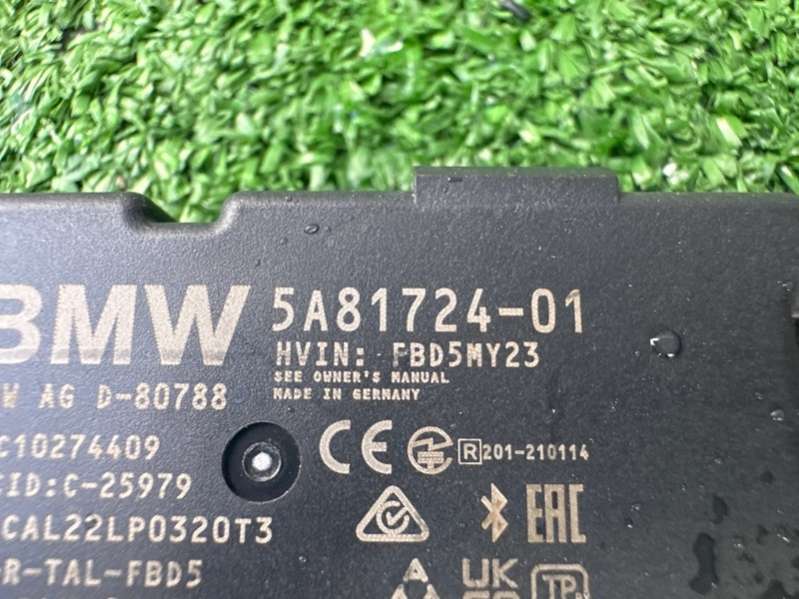 BMW 5A81724-01
HVIN: FBD5MY23
SEE OWNER'S MANUAL
MADE IN GERMANY
AG D-80788
C10274409
ID:C-25979
CAL22LP0320T3
R-TAL-FBD5
CE R 201-210114
EAC
UK
TP